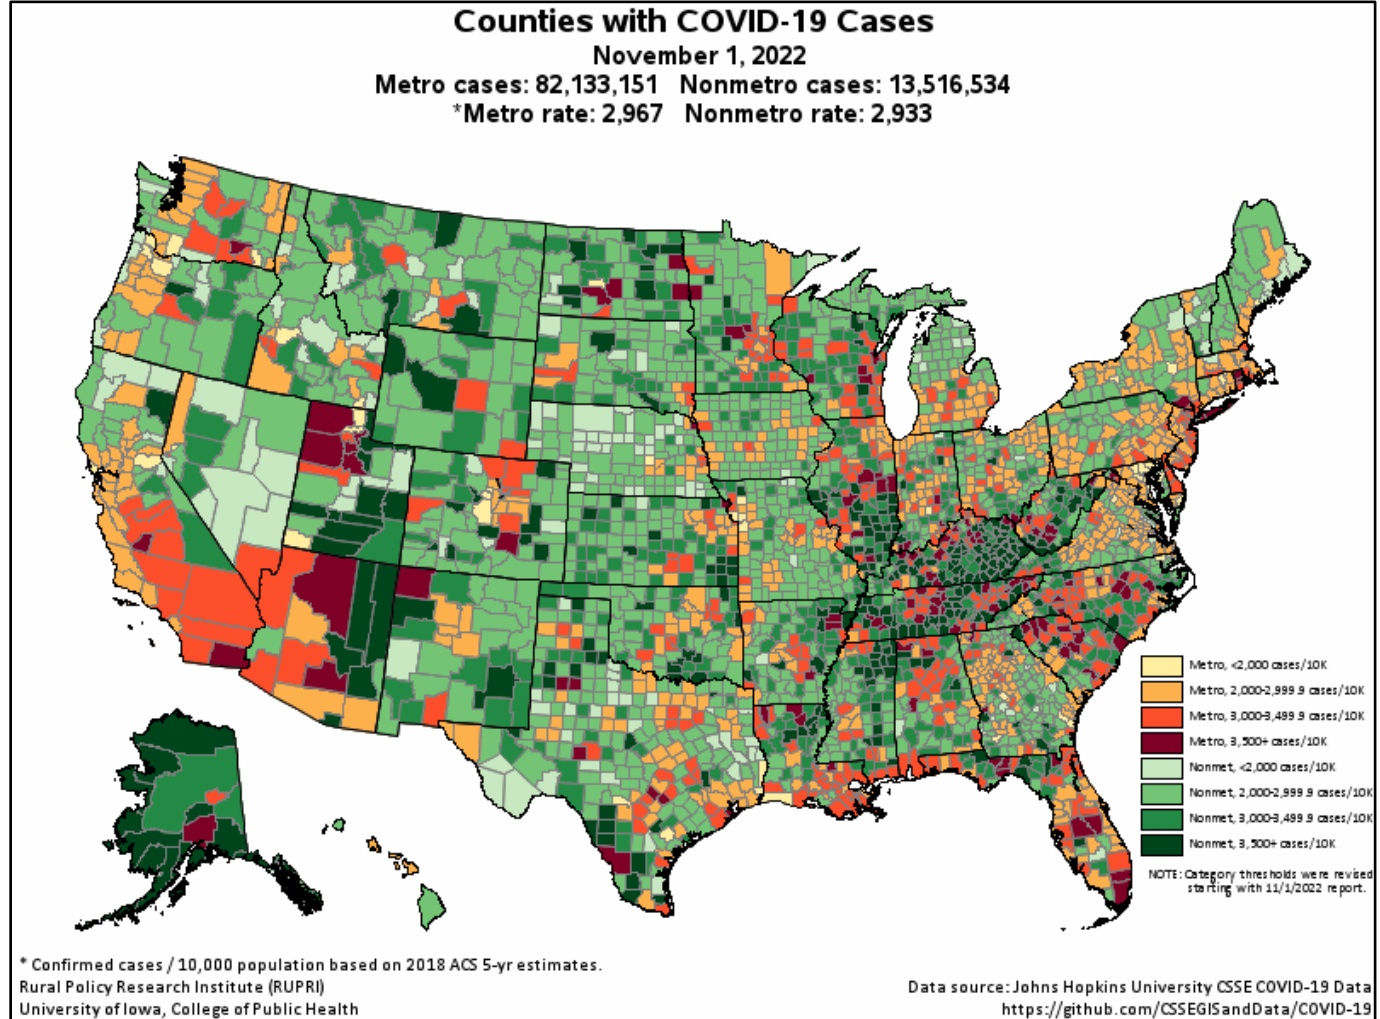 Counties with COVID-19 Cases
November 1, 2022
Metro cases: 82,133,151 Nonmetro cases: 13,516,534
*Metro rate: 2,967 Nonmetro rate: 2,933
Metro, <2,000 cases/10K
Metro, 2,000-2,999.9 cases/10K
Metro, 3,000-3,499.9 cases/10K
Metro, 3,500+ cases/10K
Nonmet, <2,000 cases/10K
Nonmet, 2,000-2,999.9 cases/10K
Nonmet, 3,000-3,499.9 cases/10K
Nonmet, 3,500+ cases/10K
NOTE: Category thresholds were revised
starting with 11/1/2022 report.
* Confirmed cases / 10,000 population based on 2018 ACS 5-yr estimates.
Rural Policy Research Institute (RUPRI)
University of Iowa, College of Public Health
Data source: Johns Hopkins University CSSE COVID-19 Data
https://github.com/CSSEGISandData/COVID-19